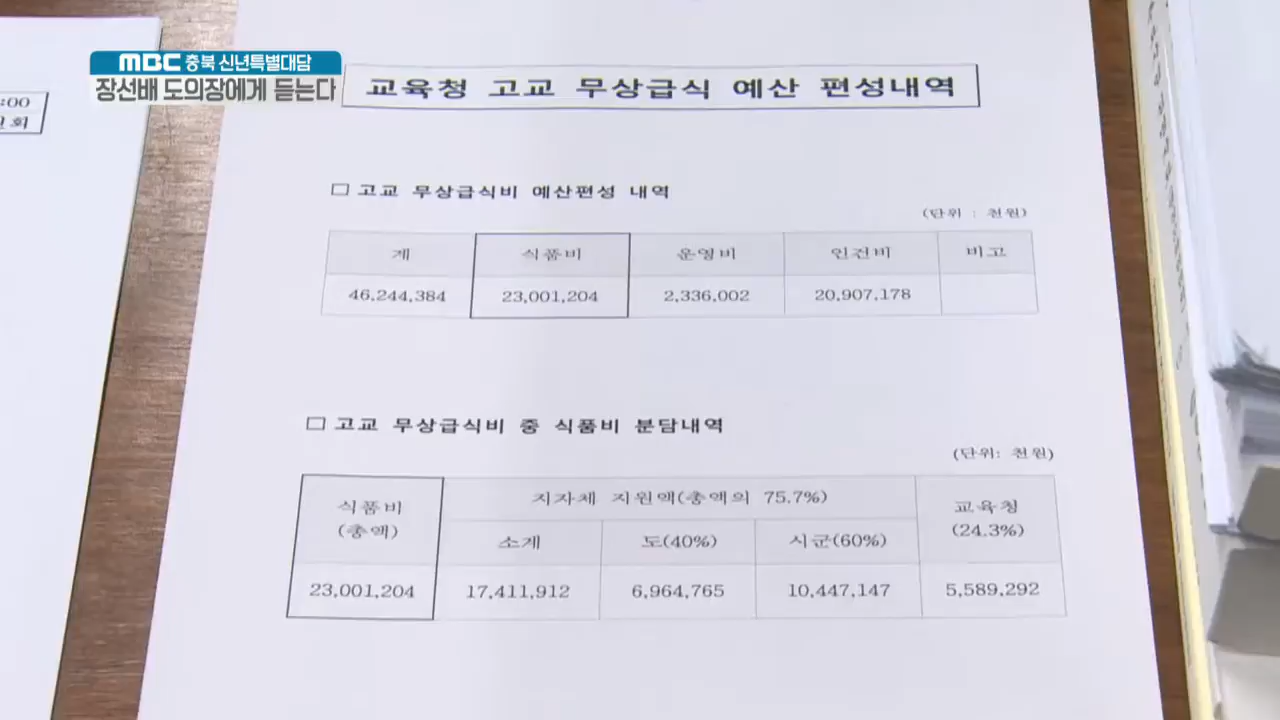 MBC 충북 신년특별대담
장선배 도의장에게 듣는다
:00
교육청 고교 무상급식 예산 편성내역
□ 고교 무상급식비 예산편성 내역
(단위 : 천원)
계 식품비 운영비 인건비 비고
46,244,384 23,001,204 2,336,002 20,907,178
□ 고교 무상급식비 중 식품비 분담내역
(단위: 천원)
식품비 (총액) 지자체 지원액(총액의 75.7%) 교육청 (24.3%)
소계 도(40%) 시군(60%)
23,001,204 17,411,912 6,964,765 10,447,147 5,589,292